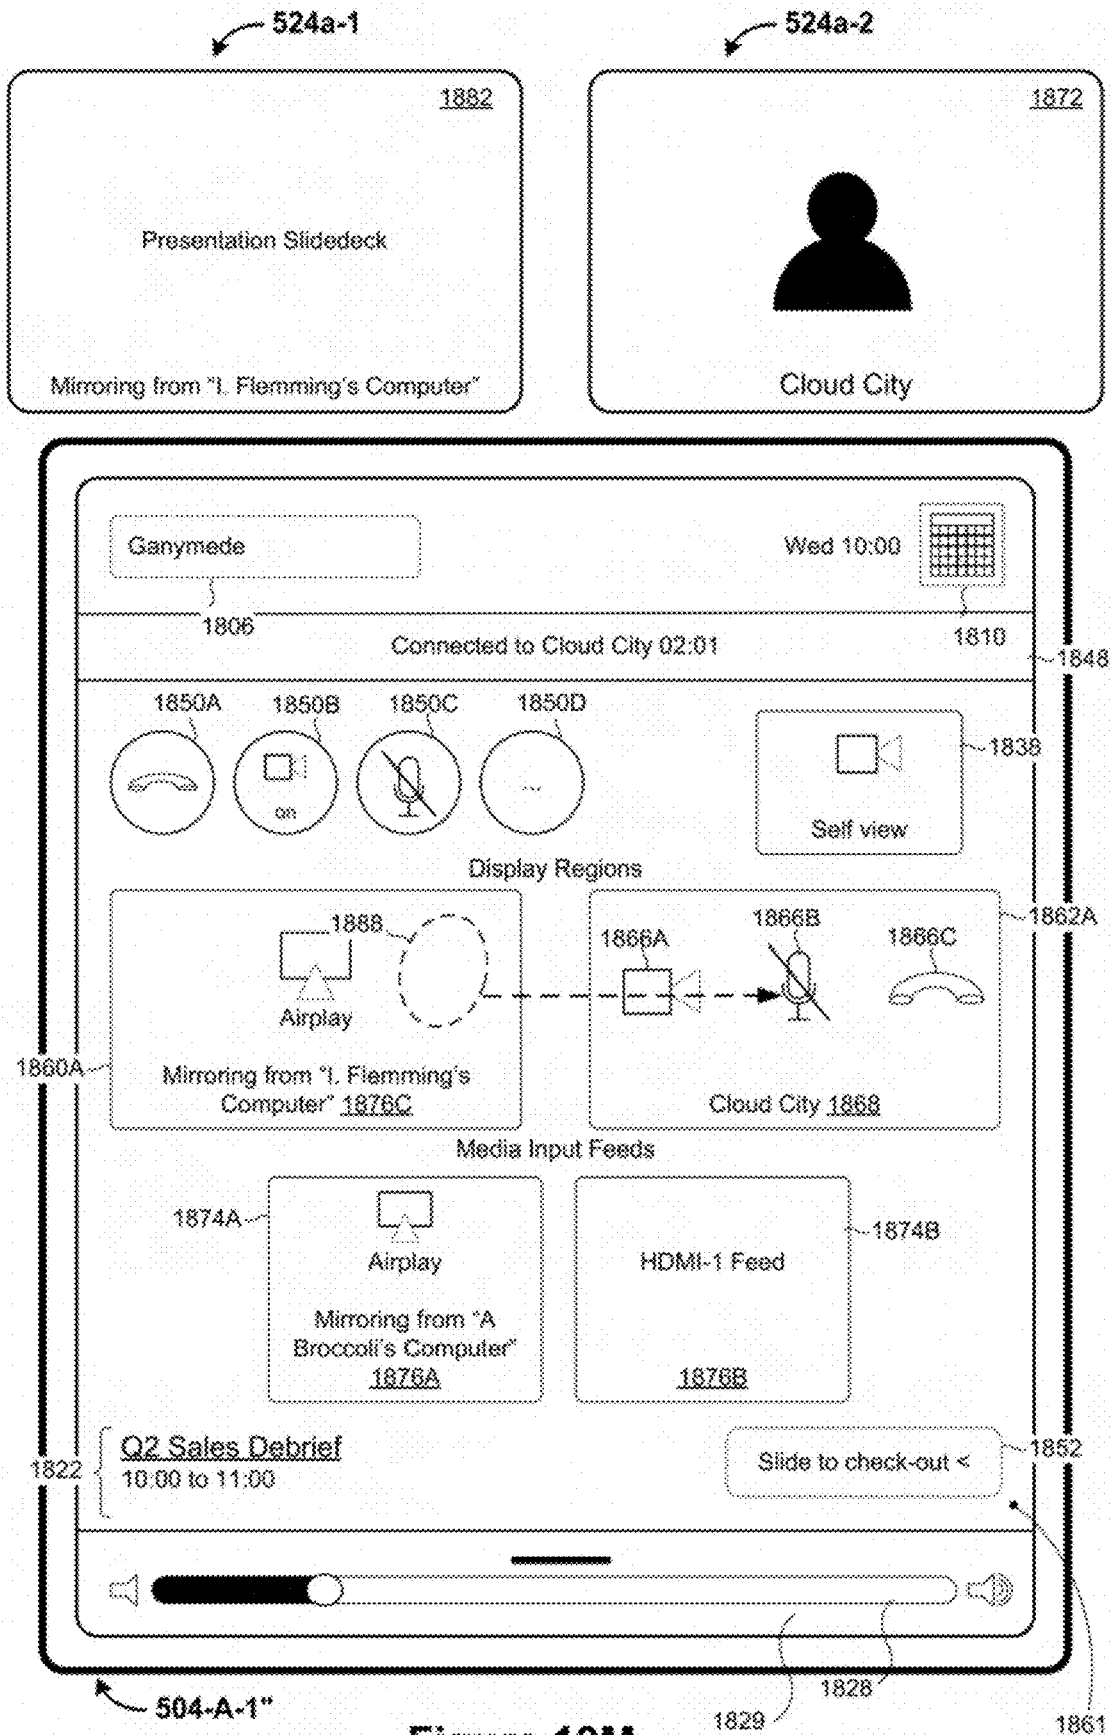 524a-1
524a-2
1882
1872
Presentation Slidedeck
Mirroring from "I. Flemming's Computer"
Cloud City
Ganymede
Wed 10:00
1806
1810
Connected to Cloud City 02:01
1848
1850A
1850B
1850C
1850D
on
...
1838
Self view
Display Regions
1888
1866A
1866B
1866C
1862A
Airplay
1860A
Mirroring from "I. Flemming's
Computer" 1876C
Cloud City 1868
Media Input Feeds
1874A
1874B
Airplay
HDMI-1 Feed
Mirroring from "A
Broccoli's Computer"
1876A
1876B
Q2 Sales Debrief
10:00 to 11:00
1822
Slide to check-out <
1852
504-A-1"
1829
1828
1861